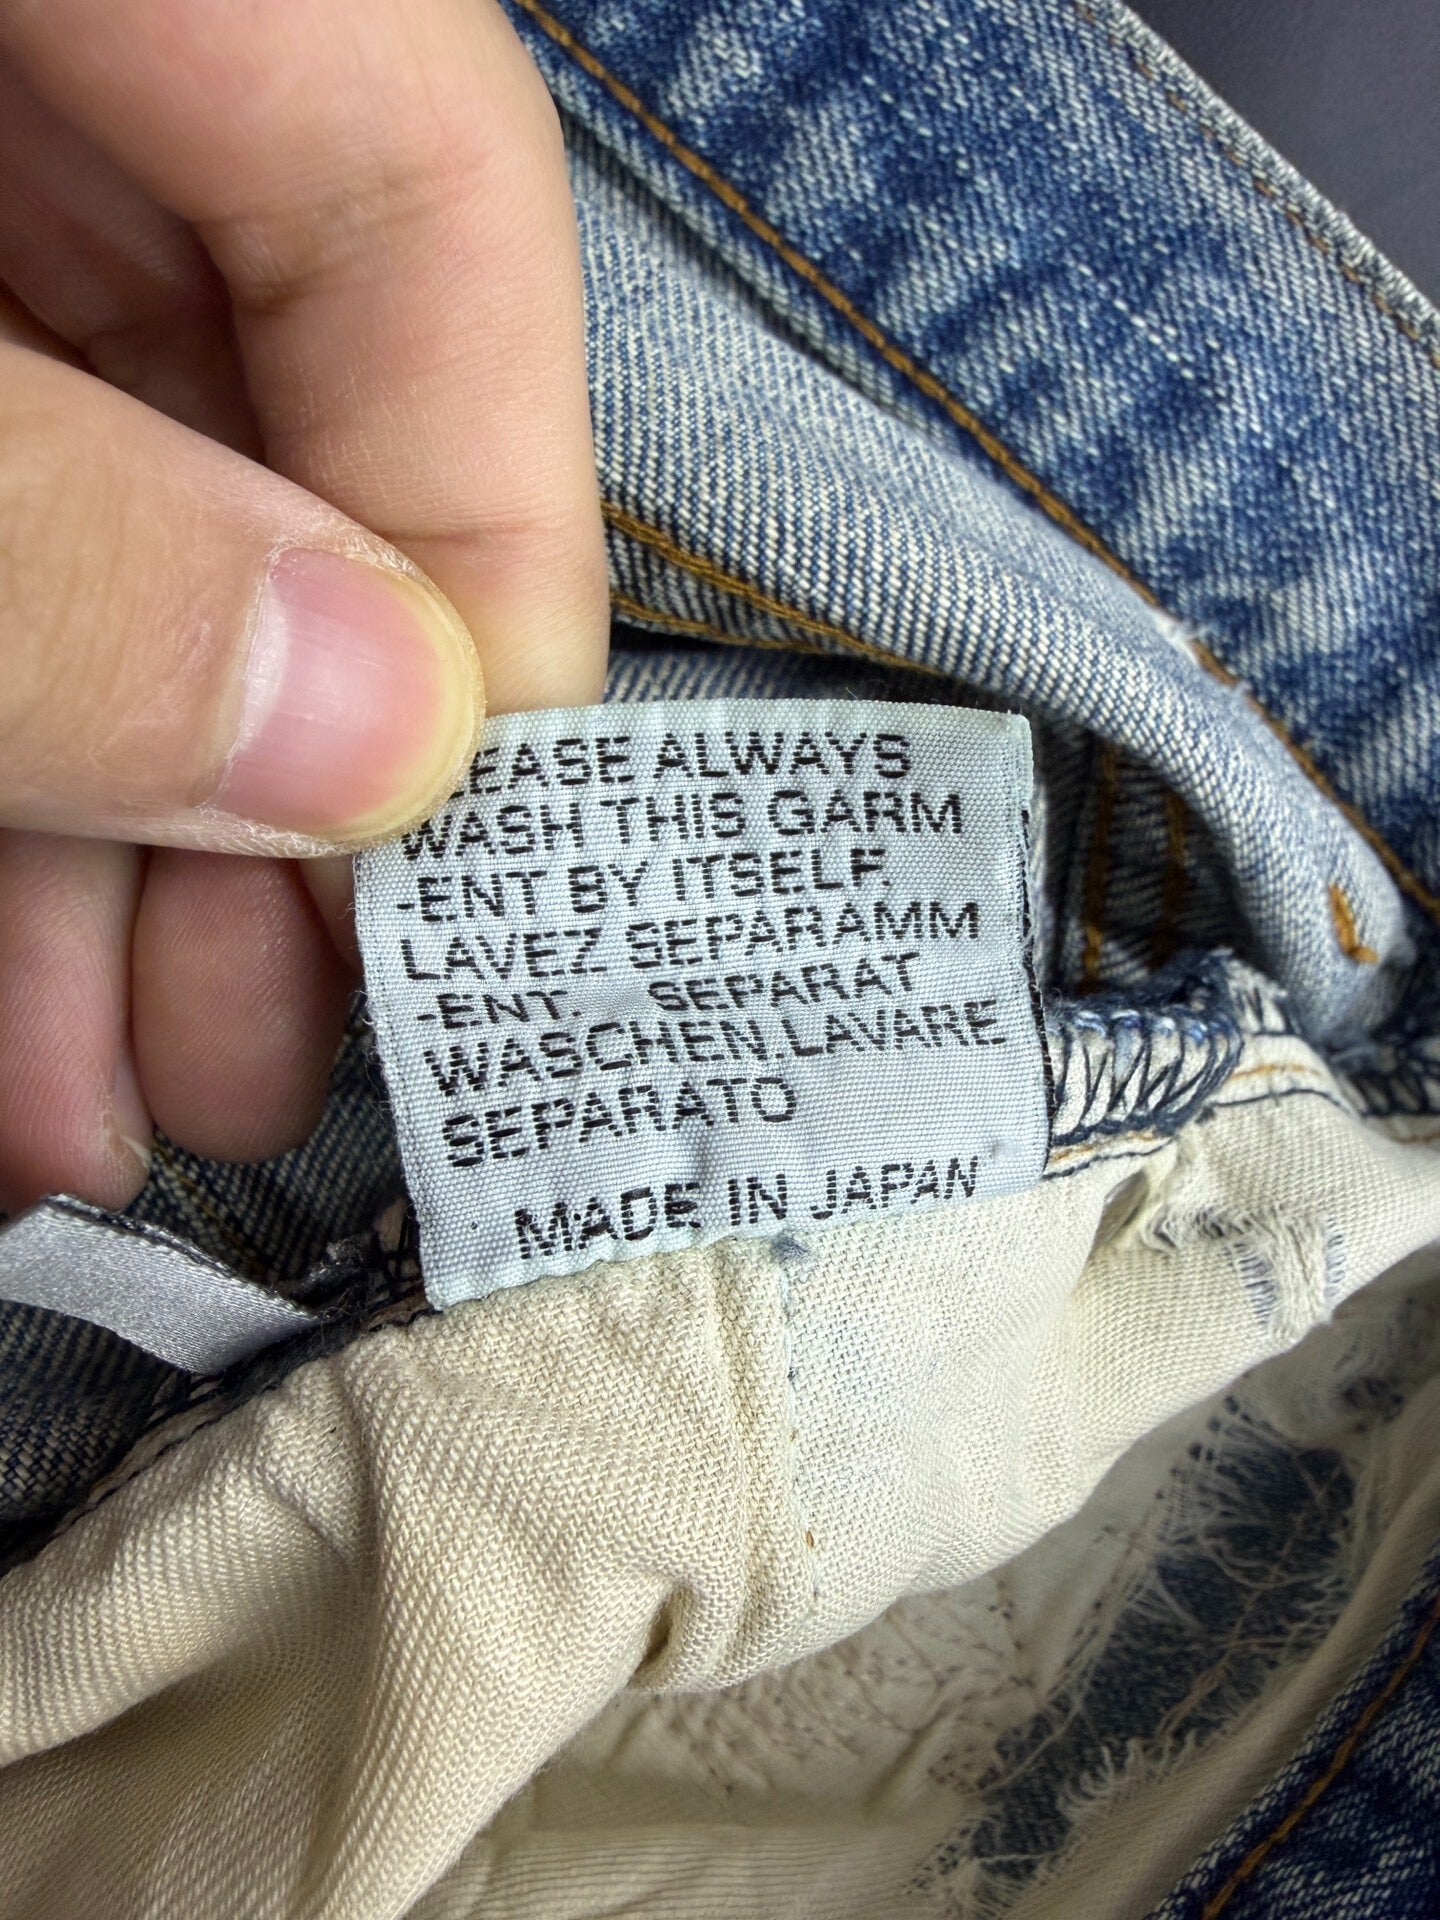 EASE ALWAYS
WASH THIS GARM
-ENT BY ITSELF.
LAVEZ SEPARAMM
-ENT. SEPARAT
WASCHEN.LAVARE
SEPARATO
MADE IN JAPAN